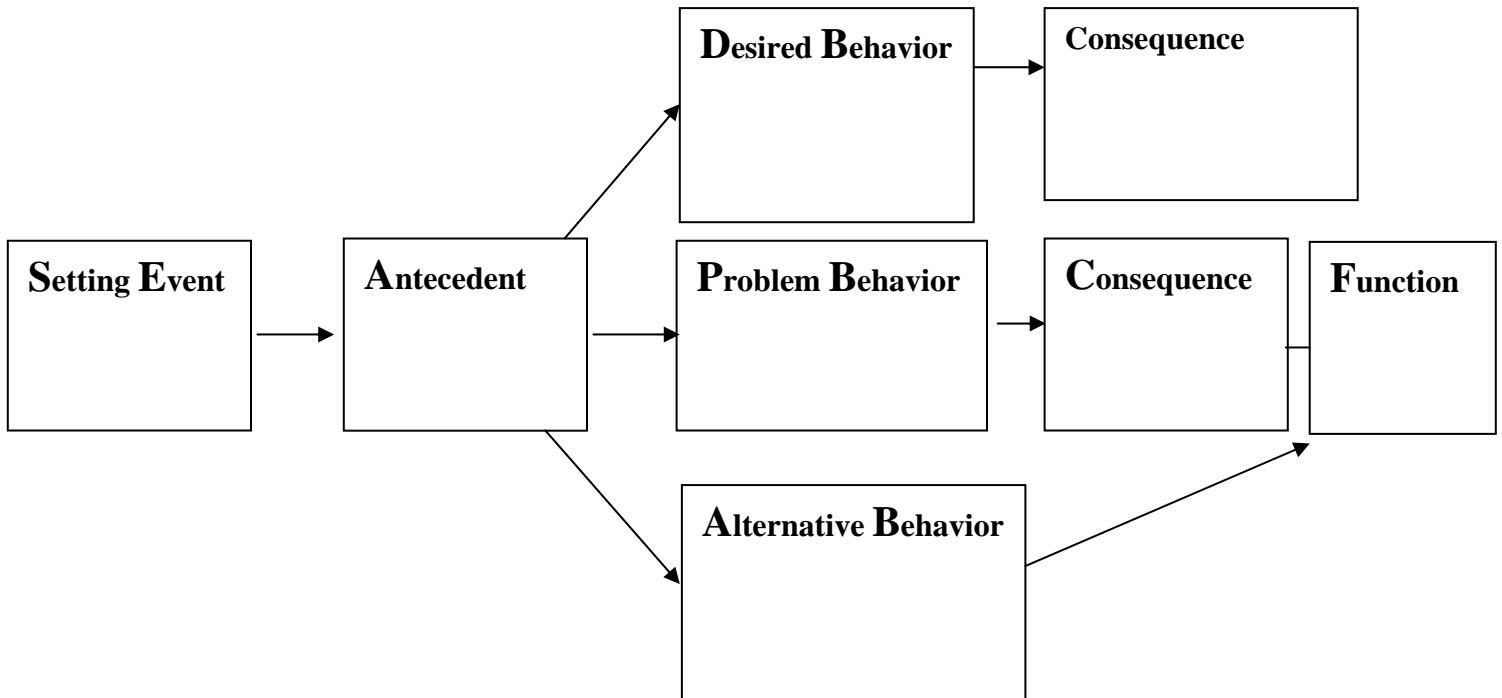 Desired Behavior
Consequence
Setting Event
Antecedent
Problem Behavior
Consequence
Function
Alternative Behavior